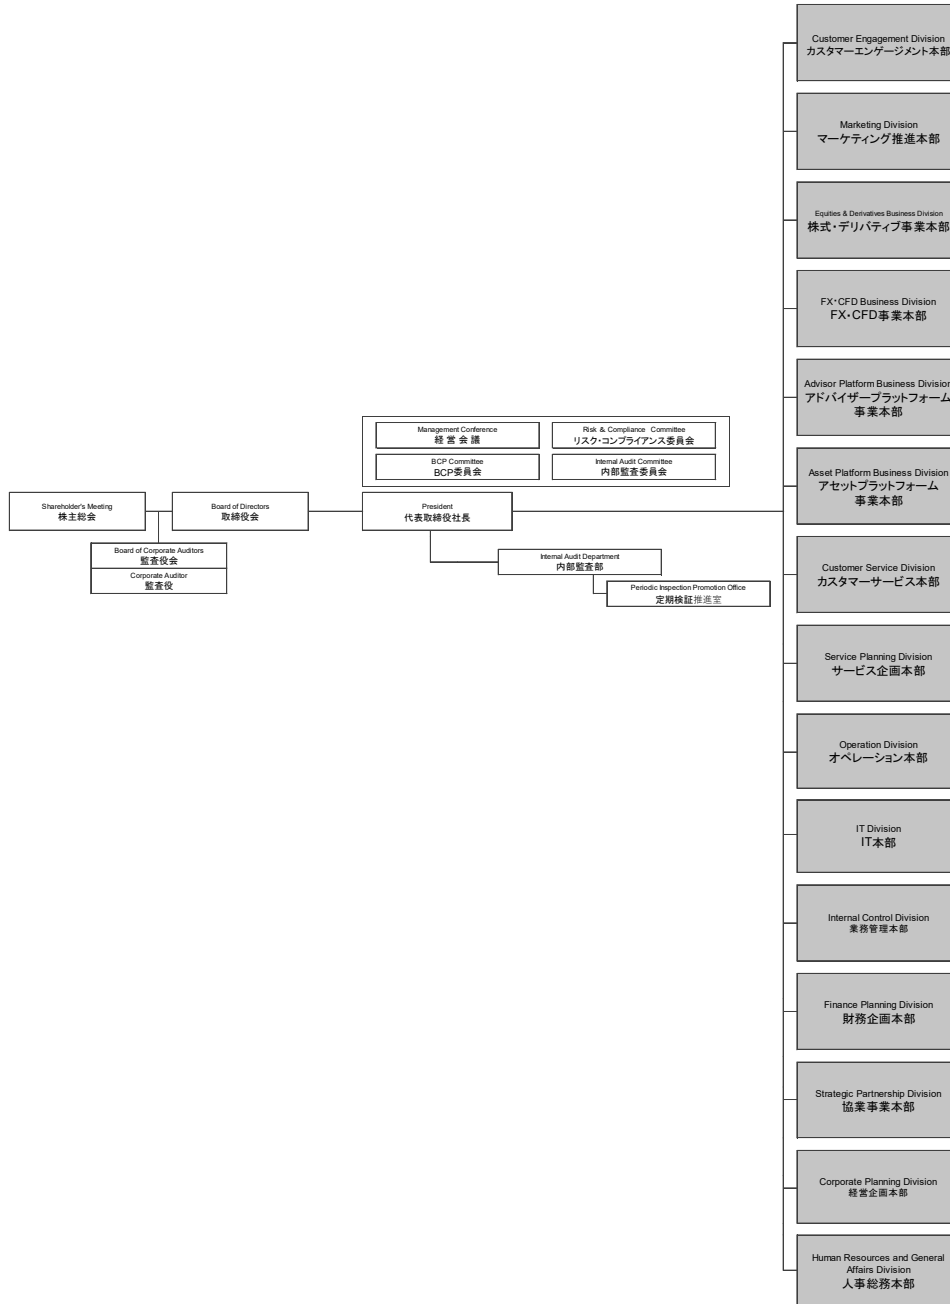 Customer Engagement Division
カスタマーエンゲージメント本部
Marketing Division
マーケティング推進本部
Equities & Derivatives Business Division
株式・デリバティブ事業本部
FX・CFD Business Division
FX・CFD事業本部
Advisor Platform Business Division
アドバイザープラットフォーム
事業本部
Management Conference
経 営 会 議
Risk & Compliance Committee
リスク・コンプライアンス委員会
BCP Committee
BCP委員会
Internal Audit Committee
内部監査委員会
Asset Platform Business Division
アセットプラットフォーム
事業本部
Shareholder's Meeting
株主総会
Board of Directors
取締役会
President
代表取締役社長
Board of Corporate Auditors
監査役会
Corporate Auditor
監査役
Internal Audit Department
内部監査部
Periodic Inspection Promotion Office
定期検証推進室
Customer Service Division
カスタマーサービス本部
Service Planning Division
サービス企画本部
Operation Division
オペレーション本部
IT Division
IT本部
Internal Control Division
業務管理本部
Finance Planning Division
財務企画本部
Strategic Partnership Division
協業事業本部
Corporate Planning Division
経営企画本部
Human Resources and General
Affairs Division
人事総務本部